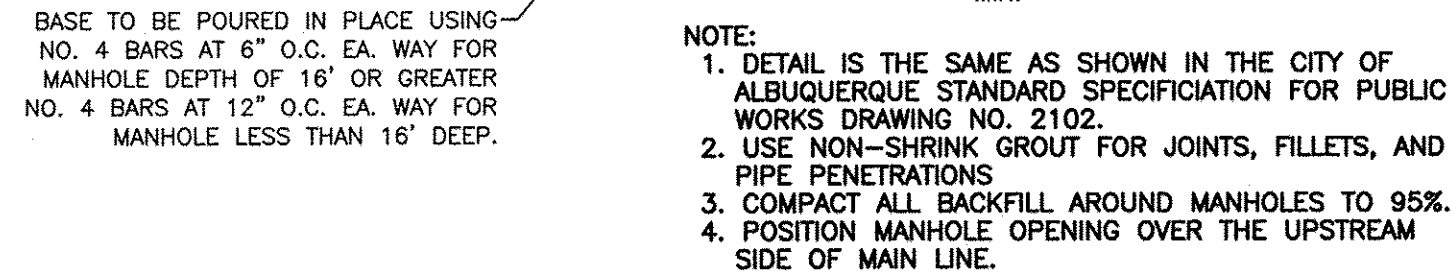 BASE TO BE POURED IN PLACE USING
NO. 4 BARS AT 6" O.C. EA. WAY FOR
MANHOLE DEPTH OF 16' OR GREATER
NO. 4 BARS AT 12" O.C. EA. WAY FOR
MANHOLE LESS THAN 16' DEEP.
NOTE:
1. DETAIL IS THE SAME AS SHOWN IN THE CITY OF
ALBUQUERQUE STANDARD SPECIFICIATION FOR PUBLIC
WORKS DRAWING NO. 2102.
2. USE NON-SHRINK GROUT FOR JOINTS, FILLETS, AND
PIPE PENETRATIONS
3. COMPACT ALL BACKFILL AROUND MANHOLES TO 95%.
4. POSITION MANHOLE OPENING OVER THE UPSTREAM
SIDE OF MAIN LINE.